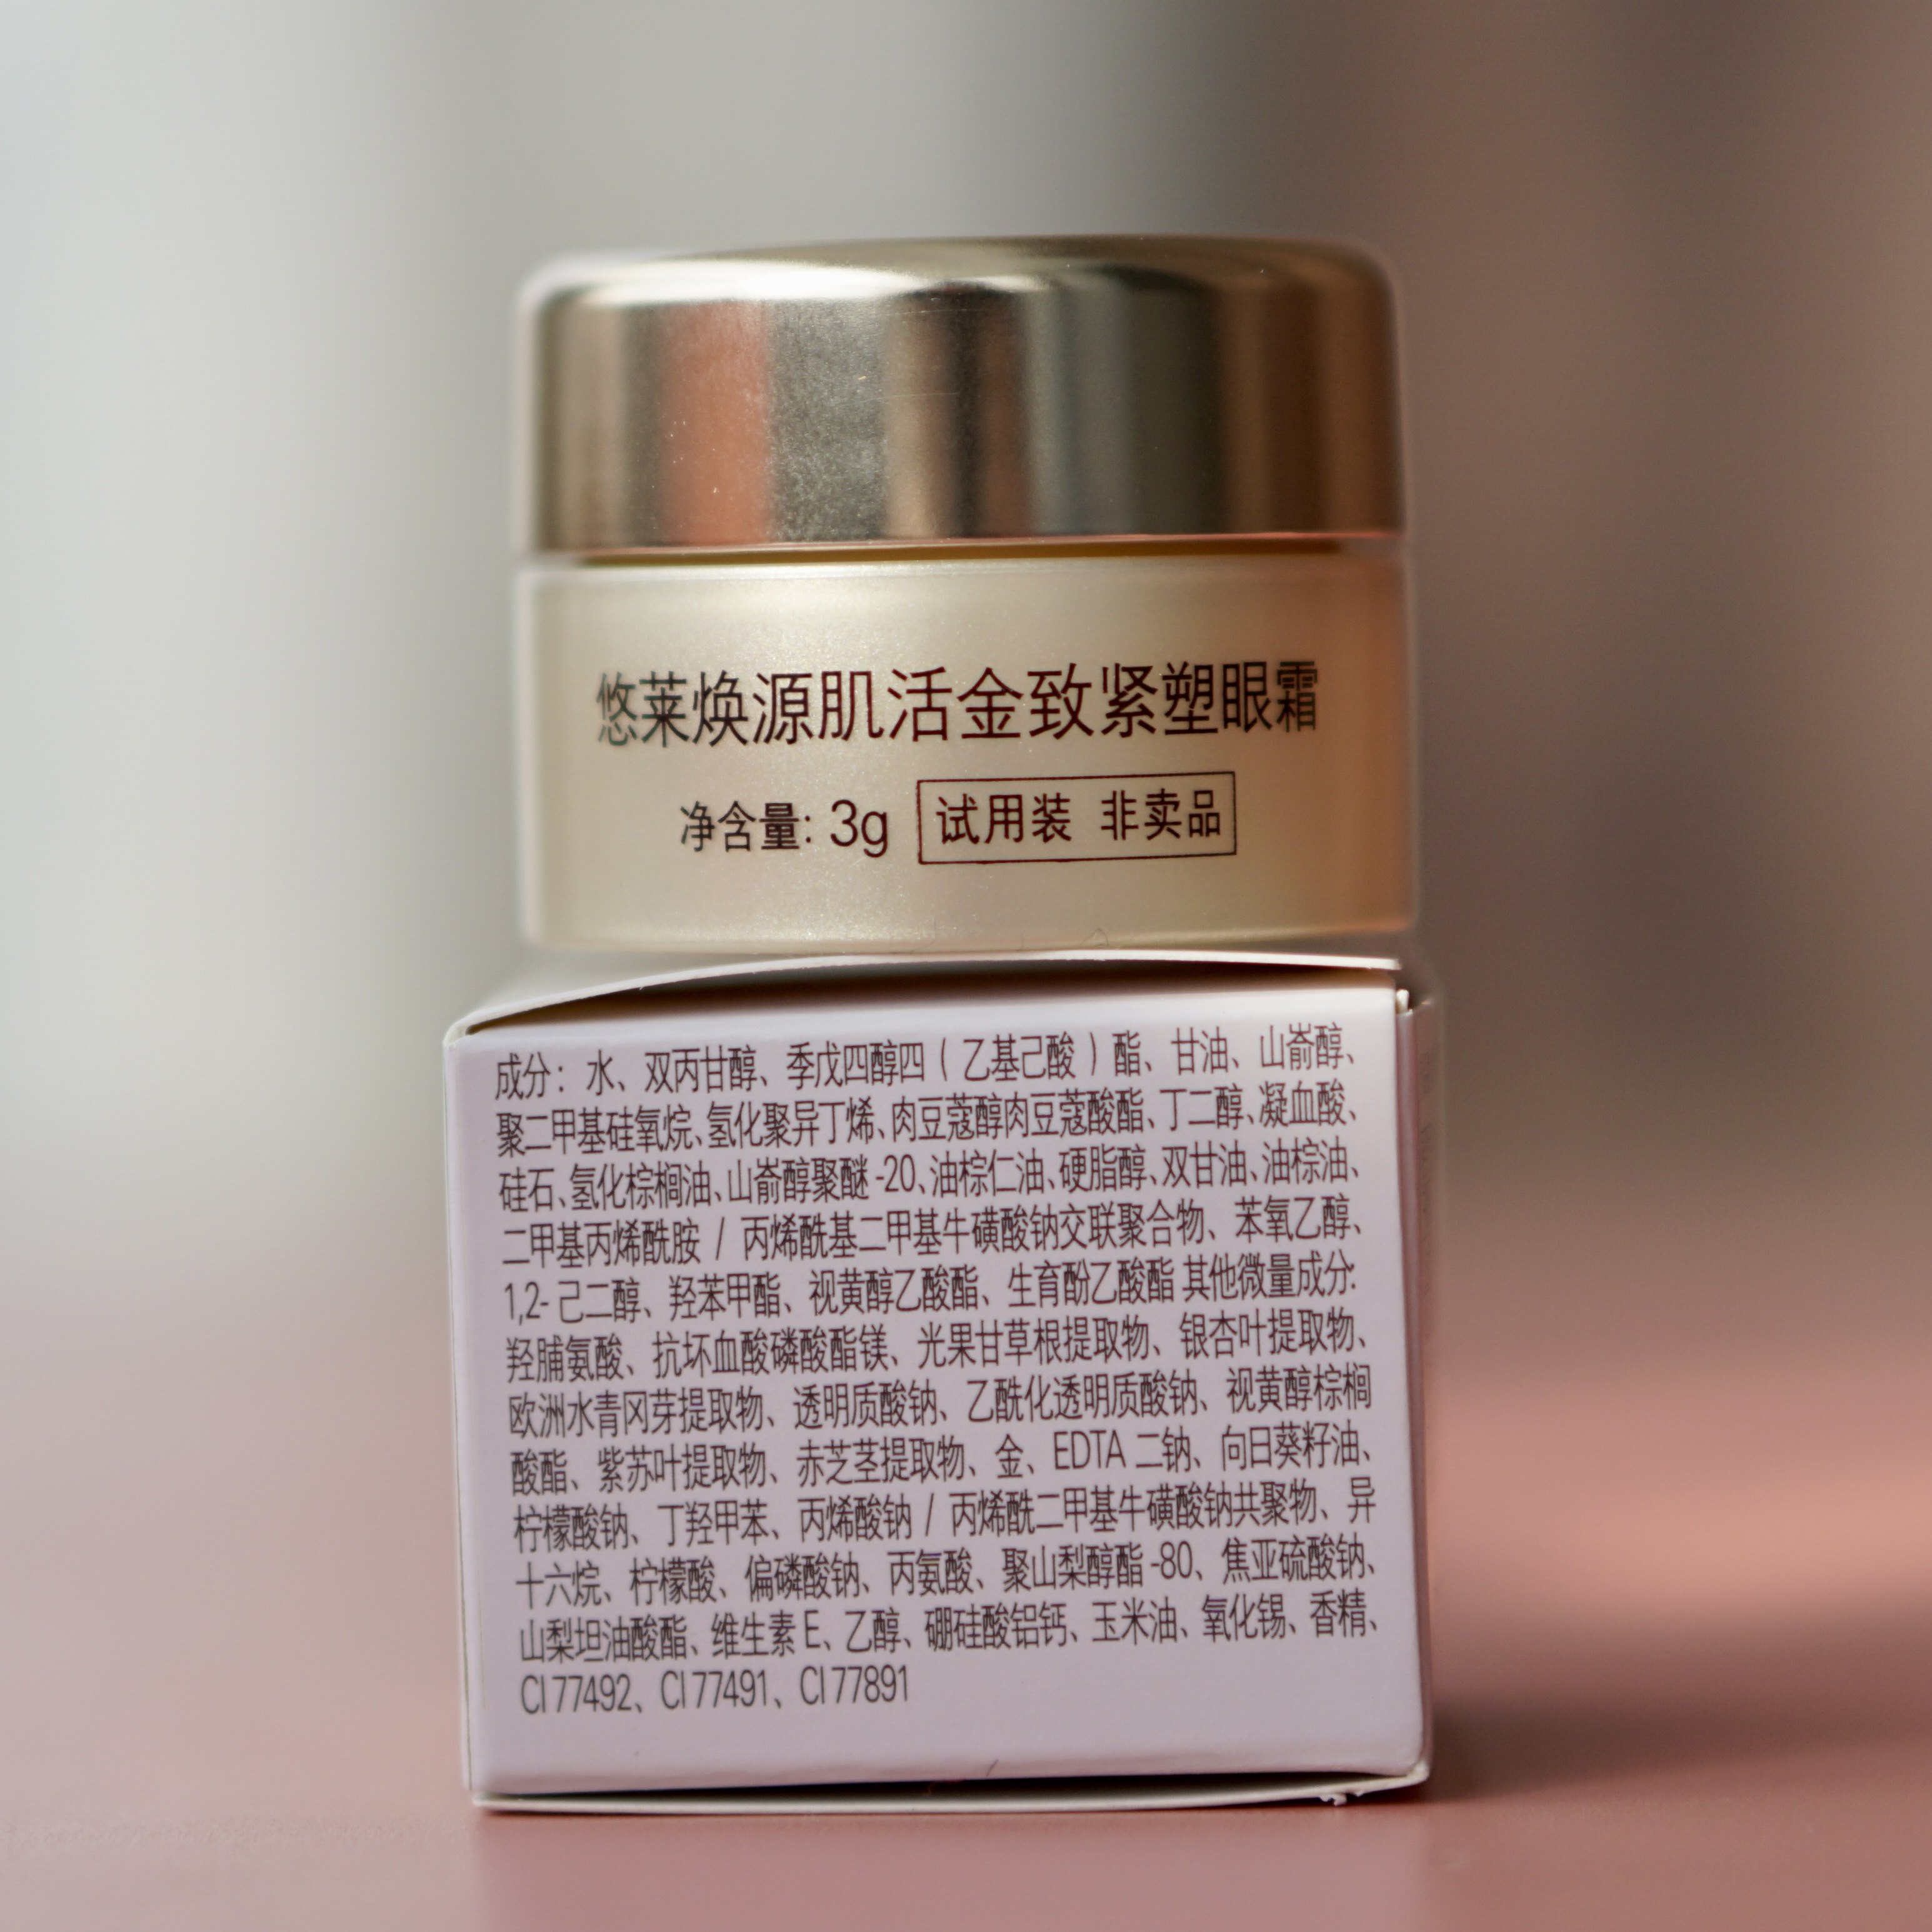 悠莱焕源肌活金致紧塑眼霜
净含量: 3g 试用装 非卖品
成分：水、双丙甘醇、季戊四醇四（乙基己酸）酯、甘油、山嵛醇、
聚二甲基硅氧烷、氢化聚异丁烯、肉豆蔻醇肉豆蔻酸酯、丁二醇、凝血酸、
硅石、氢化棕榈油、山嵛醇聚醚-20、油棕仁油、硬脂醇、双甘油、油棕油、
二甲基丙烯酰胺 / 丙烯酰基二甲基牛磺酸钠交联聚合物、苯氧乙醇、
1,2-己二醇、羟苯甲酯、视黄醇乙酸酯、生育酚乙酸酯 其他微量成分:
羟脯氨酸、抗坏血酸磷酸酯镁、光果甘草根提取物、银杏叶提取物、
欧洲水青冈芽提取物、透明质酸钠、乙酰化透明质酸钠、视黄醇棕榈
酸酯、紫苏叶提取物、赤芝茎提取物、金、EDTA 二钠、向日葵籽油、
柠檬酸钠、丁羟甲苯、丙烯酸钠 / 丙烯酰二甲基牛磺酸钠共聚物、异
十六烷、柠檬酸、偏磷酸钠、丙氨酸、聚山梨醇酯-80、焦亚硫酸钠、
山梨坦油酸酯、维生素 E、乙醇、硼硅酸铝钙、玉米油、氧化锡、香精、
CI 77492、CI 77491、CI 77891